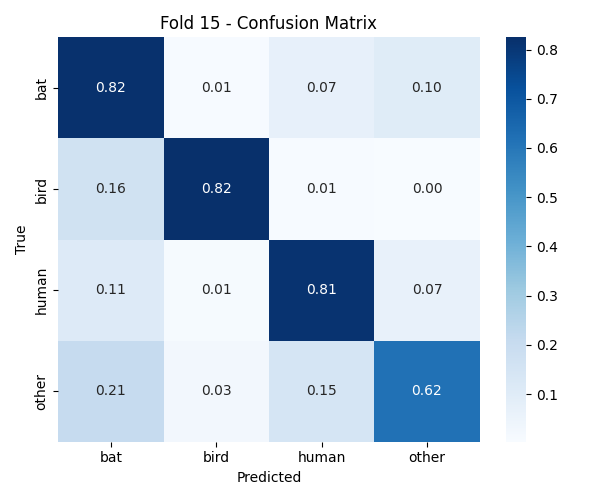 Fold 15 - Confusion Matrix
True
bat 0.82 0.01 0.07 0.10
bird 0.16 0.82 0.01 0.00
human 0.11 0.01 0.81 0.07
other 0.21 0.03 0.15 0.62
bat bird human other
Predicted
0.8
0.7
0.6
0.5
0.4
0.3
0.2
0.1